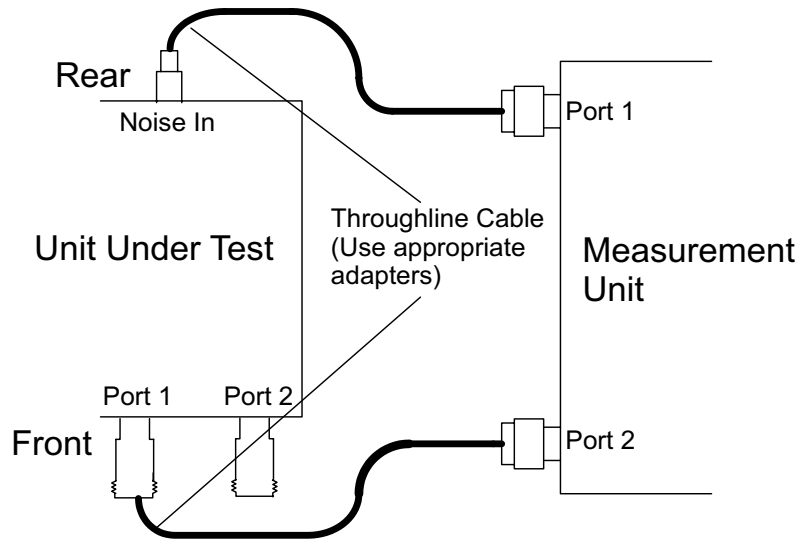 Rear
Noise In
Port 1
Unit Under Test
Throughline Cable
(Use appropriate
adapters)
Measurement
Unit
Port 1
Port 2
Front
Port 2